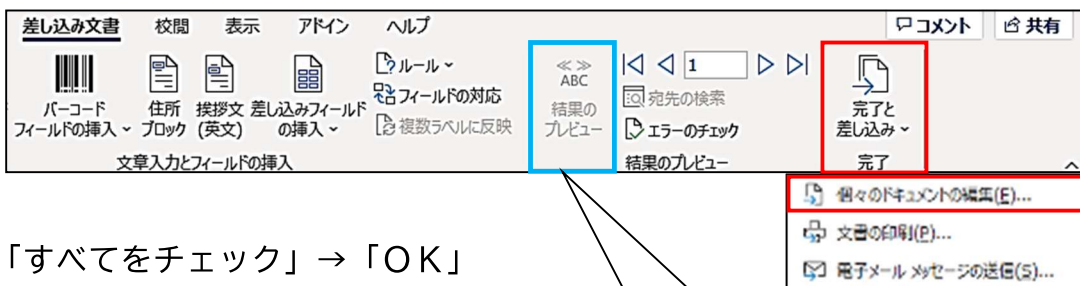 差し込み文書 校閲 表示 アドイン ヘルプ コメント 共有
バーコード
フィールドの挿入
住所
ブロック
挨拶文
(英文)
差し込みフィールド
の挿入
ルール
フィールドの対応
複数ラベルに反映
文章入力とフィールドの挿入
≪ ≫
ABC
結果の
プレビュー
1
宛先の検索
エラーのチェック
結果のプレビュー
完了と
差し込み
完了
個々のドキュメントの編集(E)...
文書の印刷(P)...
電子メール メッセージの送信(S)...
「すべてをチェック」→「ＯＫ」